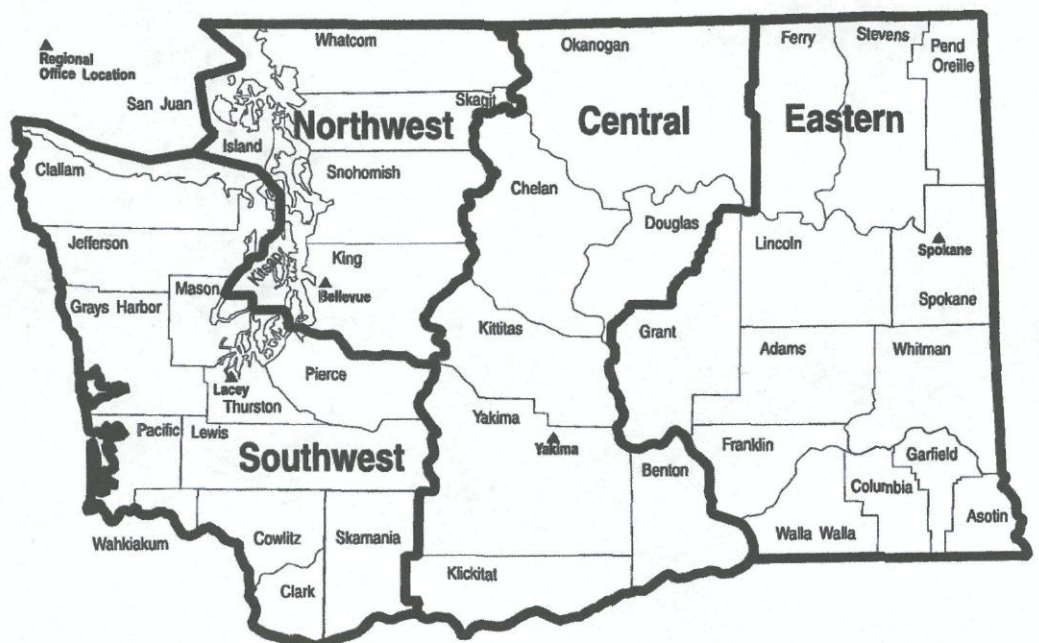 Regional
Office Location
Whatcom
Okanogan
Ferry
Stevens
Pend
Oreille
San Juan
Skagit
Northwest
Central
Eastern
Island
Clallam
Snohomish
Chelan
Douglas
Jefferson
King
Lincoln
Spokane
Kitsap
Mason
Bellevue
Spokane
Grays Harbor
Kittitas
Grant
Adams
Whitman
Pierce
Lacey
Thurston
Yakima
Pacific
Lewis
Yakima
Franklin
Garfield
Southwest
Benton
Columbia
Asotin
Wahkiakum
Cowlitz
Skamania
Walla Walla
Klickitat
Clark